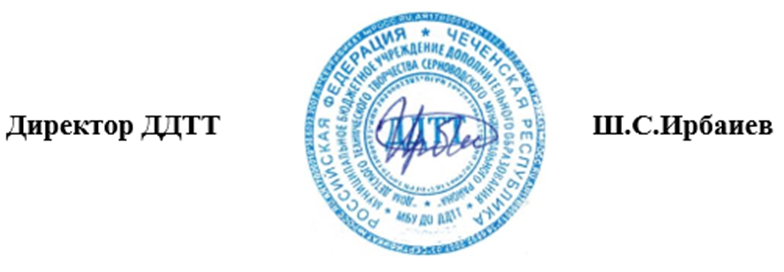 Директор ДДТТ
РОССИЙСКАЯ ФЕДЕРАЦИЯ ★ ЧЕЧЕНСКАЯ РЕСПУБЛИКА
МУНИЦИПАЛЬНОЕ БЮДЖЕТНОЕ УЧРЕЖДЕНИЕ ДОПОЛНИТЕЛЬНОГО ОБРАЗОВАНИЯ
"ДОМ ДЕТСКОГО ТЕХНИЧЕСКОГО ТВОРЧЕСТВА СЕРНОВОДСКОГО МУНИЦИПАЛЬНОГО РАЙОНА"
★ МБУ ДО ДДТТ ★
ДДТТ
Ш.С.Ирбаиев